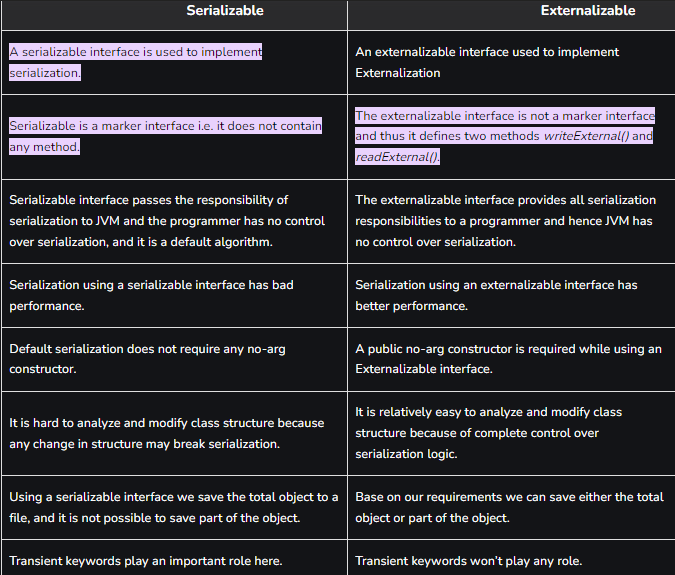 Serializable
Externalizable
A serializable interface is used to implement
serialization.
An externalizable interface used to implement
Externalization
Serializable is a marker interface i.e. it does not contain
any method.
The externalizable interface is not a marker interface
and thus it defines two methods writeExternal() and
readExternal().
Serializable interface passes the responsibility of
serialization to JVM and the programmer has no control
over serialization, and it is a default algorithm.
The externalizable interface provides all serialization
responsibilities to a programmer and hence JVM has
no control over serialization.
Serialization using a serializable interface has bad
performance.
Serialization using an externalizable interface has
better performance.
Default serialization does not require any no-arg
constructor.
A public no-arg constructor is required while using an
Externalizable interface.
It is hard to analyze and modify class structure because
any change in structure may break serialization.
It is relatively easy to analyze and modify class
structure because of complete control over
serialization logic.
Using a serializable interface we save the total object to a
file, and it is not possible to save part of the object.
Base on our requirements we can save either the total
object or part of the object.
Transient keywords play an important role here.
Transient keywords won't play any role.